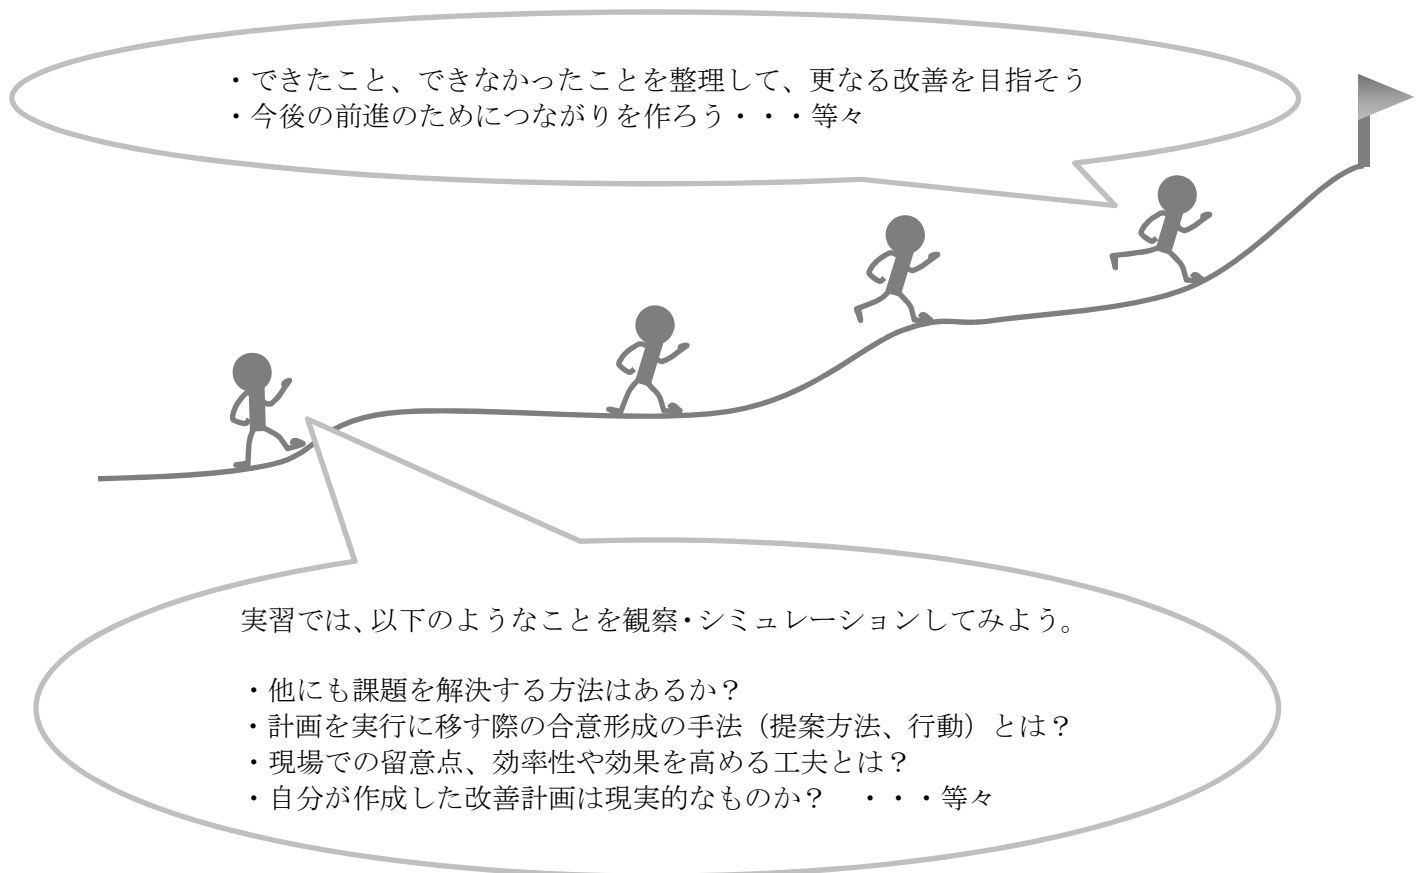 ・できたこと、できなかったことを整理して、更なる改善を目指そう
・今後の前進のためにつながりを作ろう・・・等々
実習では、以下のようなことを観察・シミュレーションしてみよう。
・他にも課題を解決する方法はあるか？
・計画を実行に移す際の合意形成の手法（提案方法、行動）とは？
・現場での留意点、効率性や効果を高める工夫とは？
・自分が作成した改善計画は現実的なものか？　・・・等々